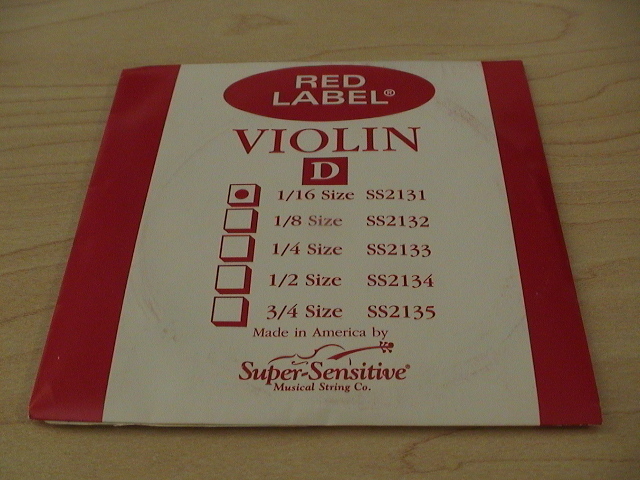 RED
LABEL®
VIOLIN
D
1/16 Size SS2131
1/8 Size SS2132
1/4 Size SS2133
1/2 Size SS2134
3/4 Size SS2135
Made in America by
Super-Sensitive®
Musical String Co.